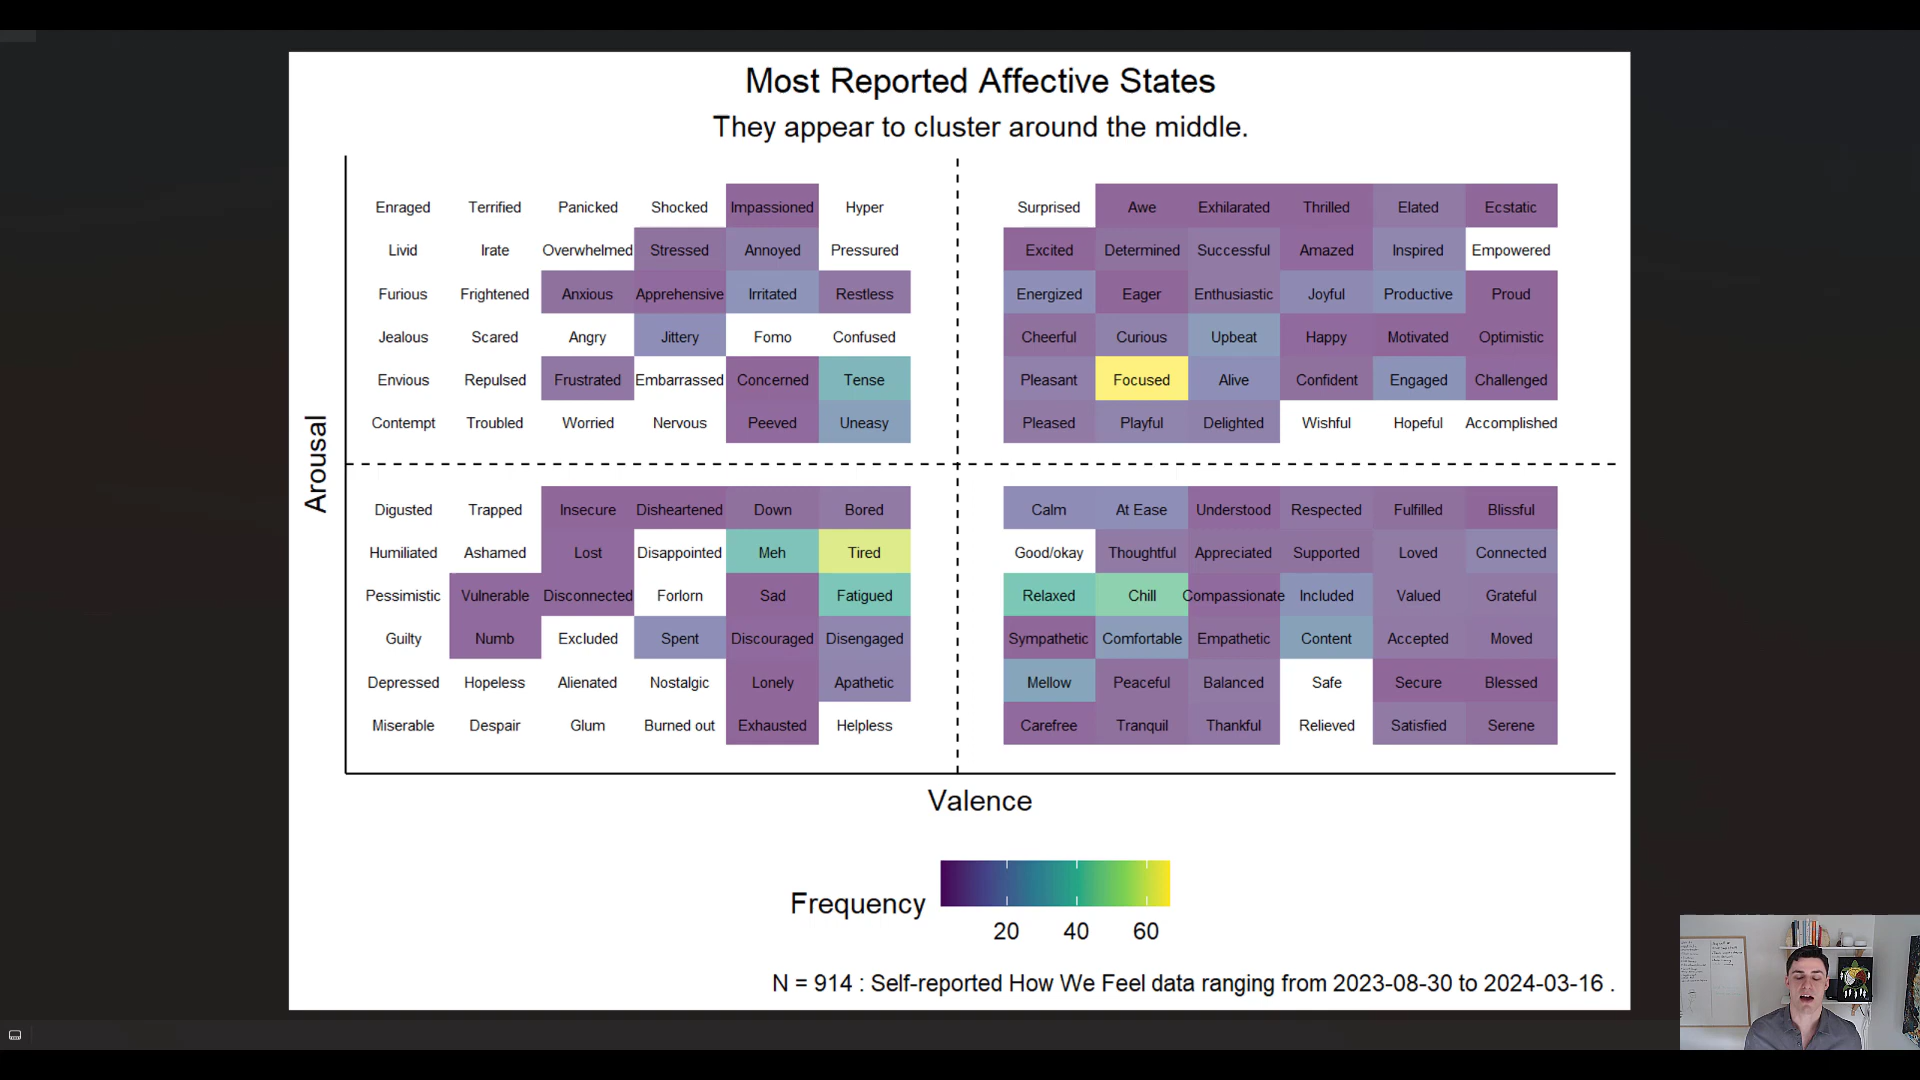 Most Reported Affective States
They appear to cluster around the middle.
Enraged Terrified Panicked Shocked Impassioned Hyper Surprised Awe Exhilarated Thrilled Elated Ecstatic
Livid Irate Overwhelmed Stressed Annoyed Pressured Excited Determined Successful Amazed Inspired Empowered
Furious Frightened Anxious Apprehensive Irritated Restless Energized Eager Enthusiastic Joyful Productive Proud
Jealous Scared Angry Jittery Fomo Confused Cheerful Curious Upbeat Happy Motivated Optimistic
Envious Repulsed Frustrated Embarrassed Concerned Tense Pleasant Focused Alive Confident Engaged Challenged
Contempt Troubled Worried Nervous Peeved Uneasy Pleased Playful Delighted Wishful Hopeful Accomplished
Arousal
Digusted Trapped Insecure Disheartened Down Bored Calm At Ease Understood Respected Fulfilled Blissful
Humiliated Ashamed Lost Disappointed Meh Tired Good/okay Thoughtful Appreciated Supported Loved Connected
Pessimistic Vulnerable Disconnected Forlorn Sad Fatigued Relaxed Chill Compassionate Included Valued Grateful
Guilty Numb Excluded Spent Discouraged Disengaged Sympathetic Comfortable Empathetic Content Accepted Moved
Depressed Hopeless Alienated Nostalgic Lonely Apathetic Mellow Peaceful Balanced Safe Secure Blessed
Miserable Despair Glum Burned out Exhausted Helpless Carefree Tranquil Thankful Relieved Satisfied Serene
Valence
Frequency
20 40 60
N = 914 : Self-reported How We Feel data ranging from 2023-08-30 to 2024-03-16 .